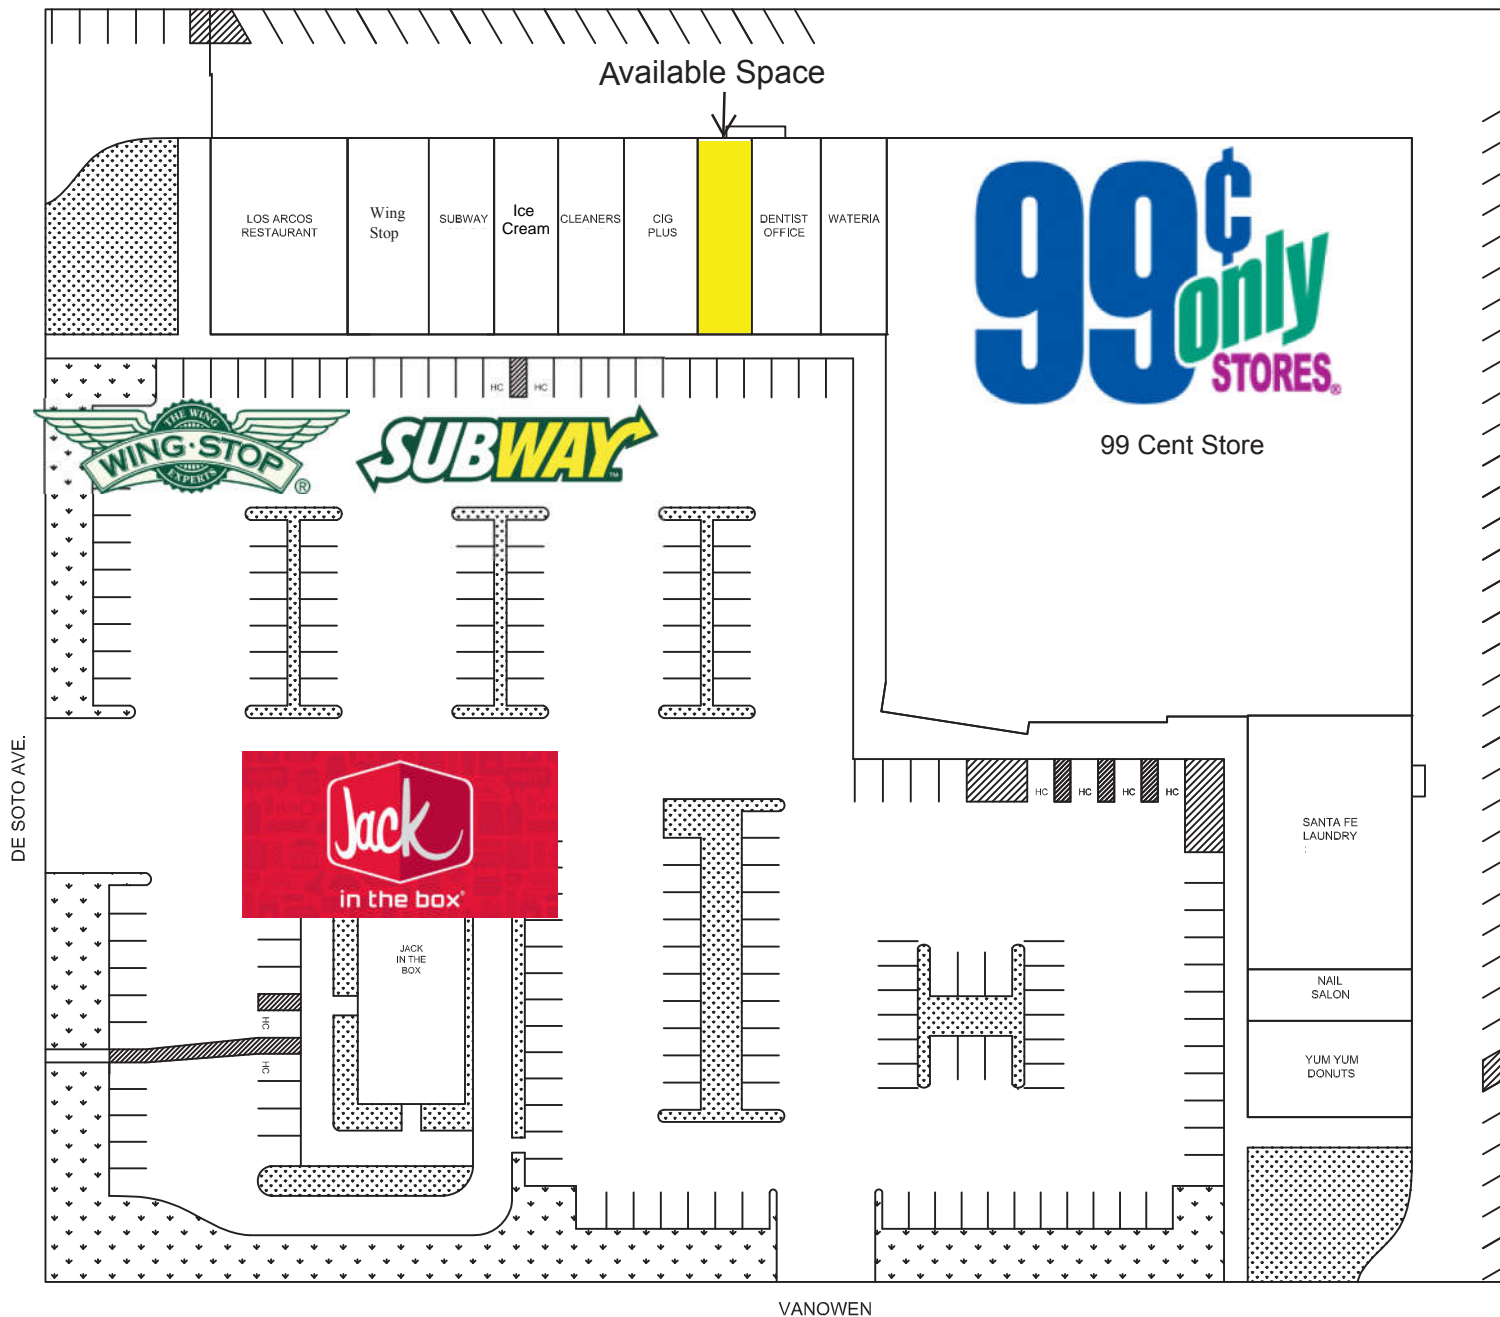 Available Space
LOS ARCOS
RESTAURANT
Wing
Stop
SUBWAY
Ice
Cream
CLEANERS
CIG
PLUS
DENTIST
OFFICE
WATERIA
99¢
only
STORES®
99 Cent Store
HC
HC
THE WING
WING·STOP
EXPERTS
®
SUBWAY™
DE SOTO AVE.
Jack
in the box®
JACK
IN THE
BOX
HC
HC
HC
HC
HC
HC
SANTA FE
LAUNDRY
NAIL
SALON
YUM YUM
DONUTS
VANOWEN